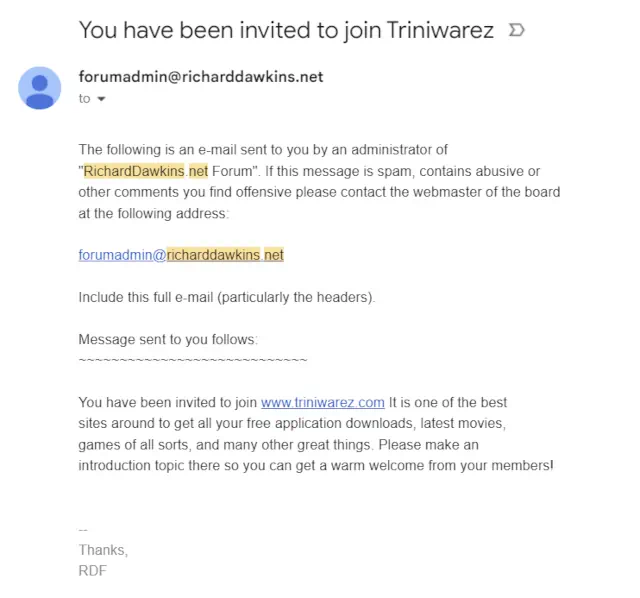 You have been invited to join Triniwarez
forumadmin@richarddawkins.net
to
The following is an e-mail sent to you by an administrator of
"RichardDawkins.net Forum". If this message is spam, contains abusive or
other comments you find offensive please contact the webmaster of the board
at the following address:
forumadmin@richarddawkins.net
Include this full e-mail (particularly the headers).
Message sent to you follows:
~~~~~~~~~~~~~~~~~~~~~~~~~~~~
You have been invited to join www.triniwarez.com It is one of the best
sites around to get all your free application downloads, latest movies,
games of all sorts, and many other great things. Please make an
introduction topic there so you can get a warm welcome from your members!
--
Thanks,
RDF